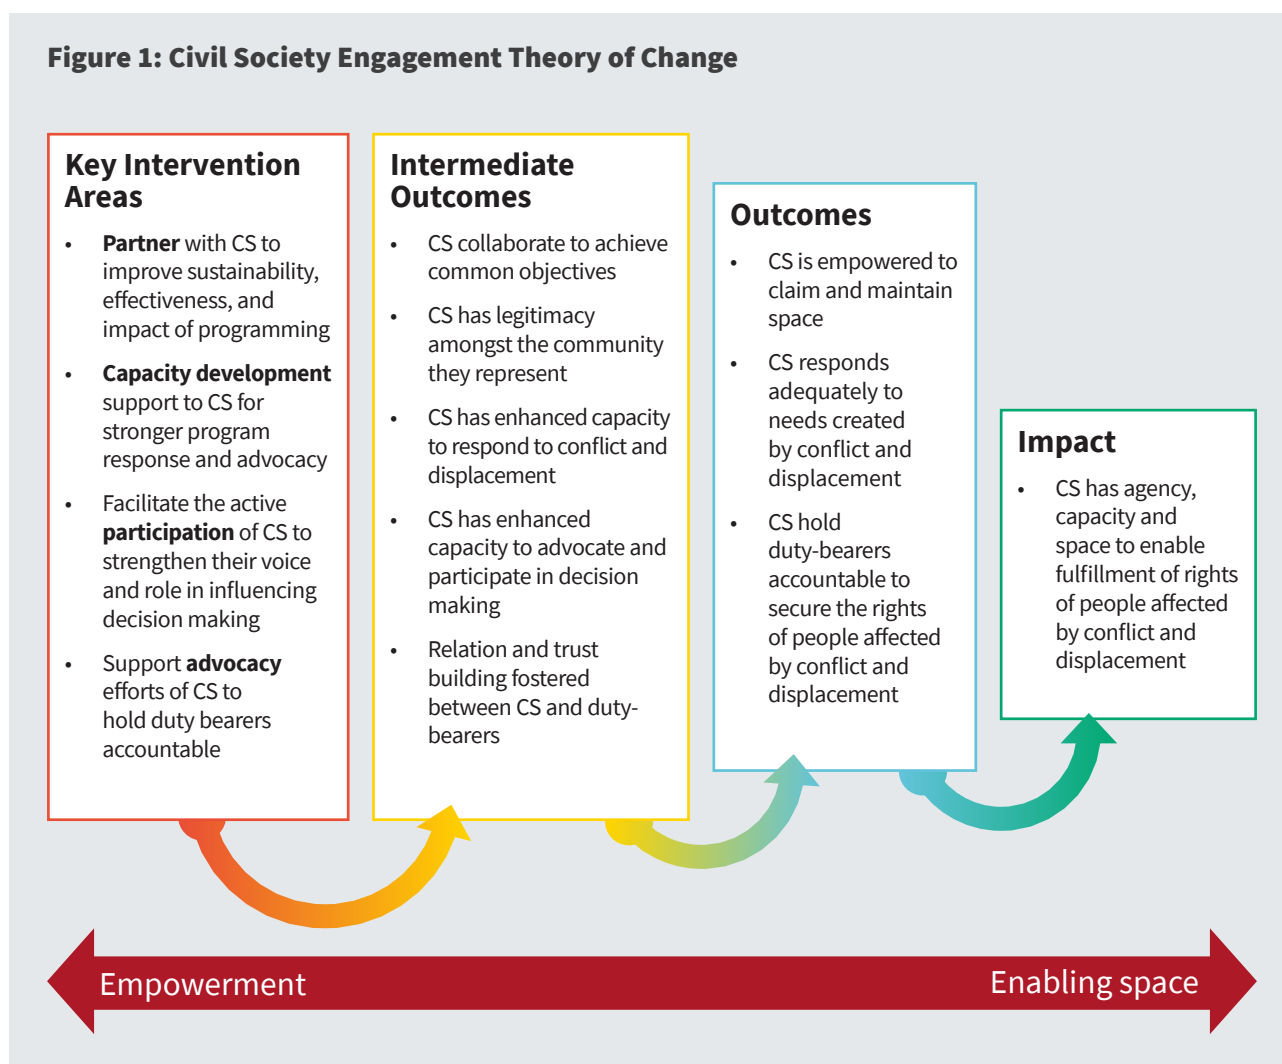 Figure 1: Civil Society Engagement Theory of Change
Key Intervention
Areas
• Partner with CS to
improve sustainability,
effectiveness, and
impact of programming
• Capacity development
support to CS for
stronger program
response and advocacy
• Facilitate the active
participation of CS to
strengthen their voice
and role in influencing
decision making
• Support advocacy
efforts of CS to
hold duty bearers
accountable
Intermediate
Outcomes
• CS collaborate to achieve
common objectives
• CS has legitimacy
amongst the community
they represent
• CS has enhanced capacity
to respond to conflict and
displacement
• CS has enhanced
capacity to advocate and
participate in decision
making
• Relation and trust
building fostered
between CS and duty-
bearers
Outcomes
• CS is empowered to
claim and maintain
space
• CS responds
adequately to
needs created
by conflict and
displacement
• CS hold
duty-bearers
accountable to
secure the rights
of people affected
by conflict and
displacement
Impact
• CS has agency,
capacity and
space to enable
fulfillment of rights
of people affected
by conflict and
displacement
Empowerment
Enabling space